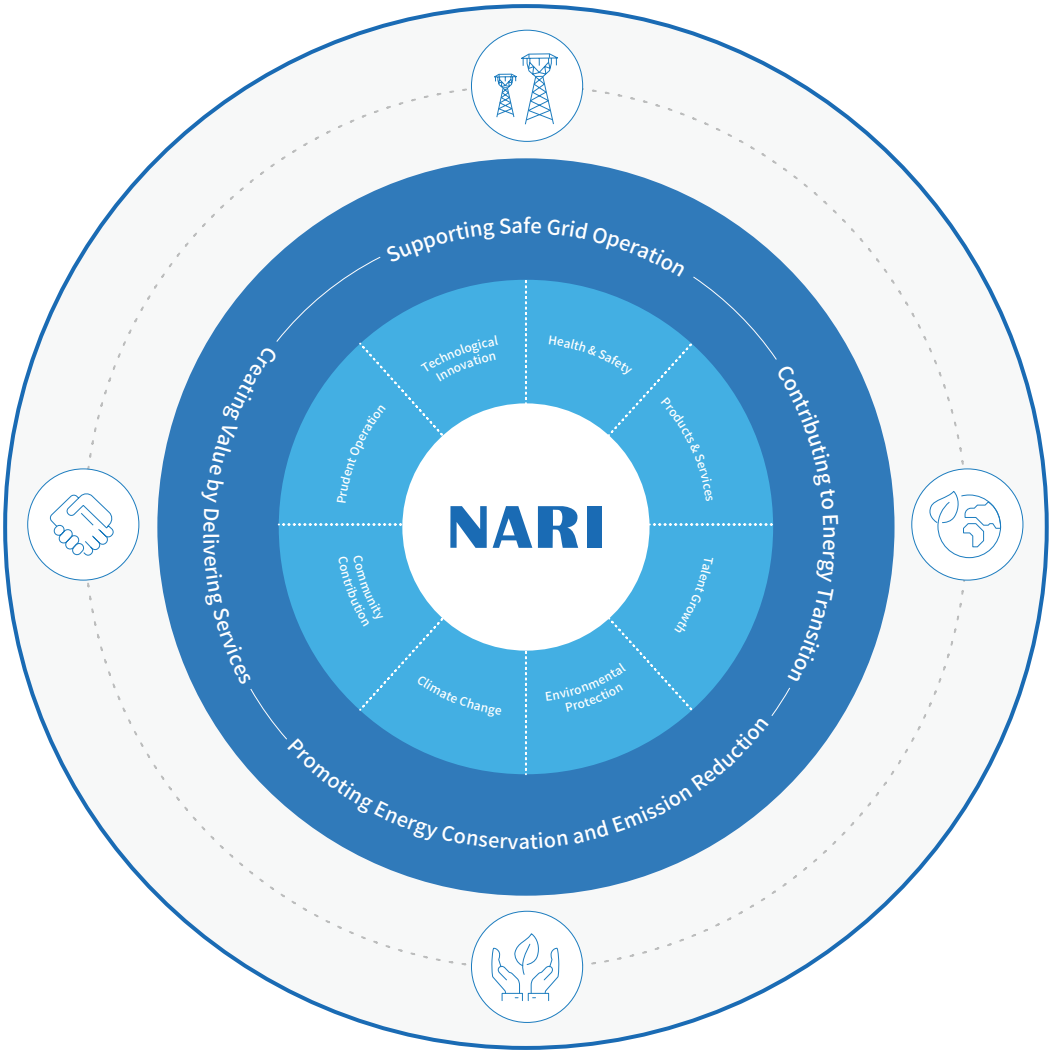 Supporting Safe Grid Operation
Contributing to Energy Transition
Promoting Energy Conservation and Emission Reduction
Creating Value by Delivering Services
Technological
Innovation
Health & Safety
Products & Services
Talent Growth
Environmental
Protection
Climate Change
Community
Contribution
Prudent Operation
NARI